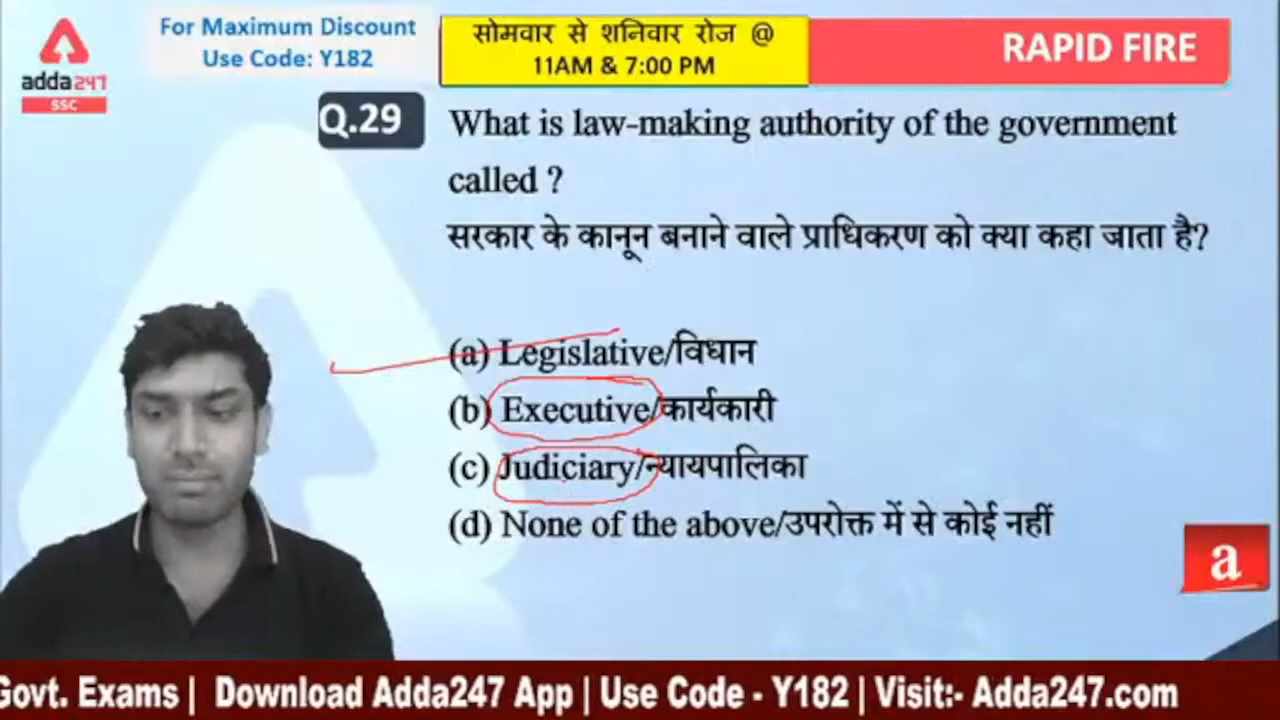 For Maximum Discount
Use Code: Y182
सोमवार से शनिवार रोज @
11AM & 7:00 PM
RAPID FIRE
adda247
SSC
Q.29
What is law-making authority of the government
called ?
सरकार के कानून बनाने वाले प्राधिकरण को क्या कहा जाता है?
(a) Legislative/विधान
(b) Executive/कार्यकारी
(c) Judiciary/न्यायपालिका
(d) None of the above/उपरोक्त में से कोई नहीं
a
Govt. Exams | Download Adda247 App | Use Code - Y182 | Visit:- Adda247.com